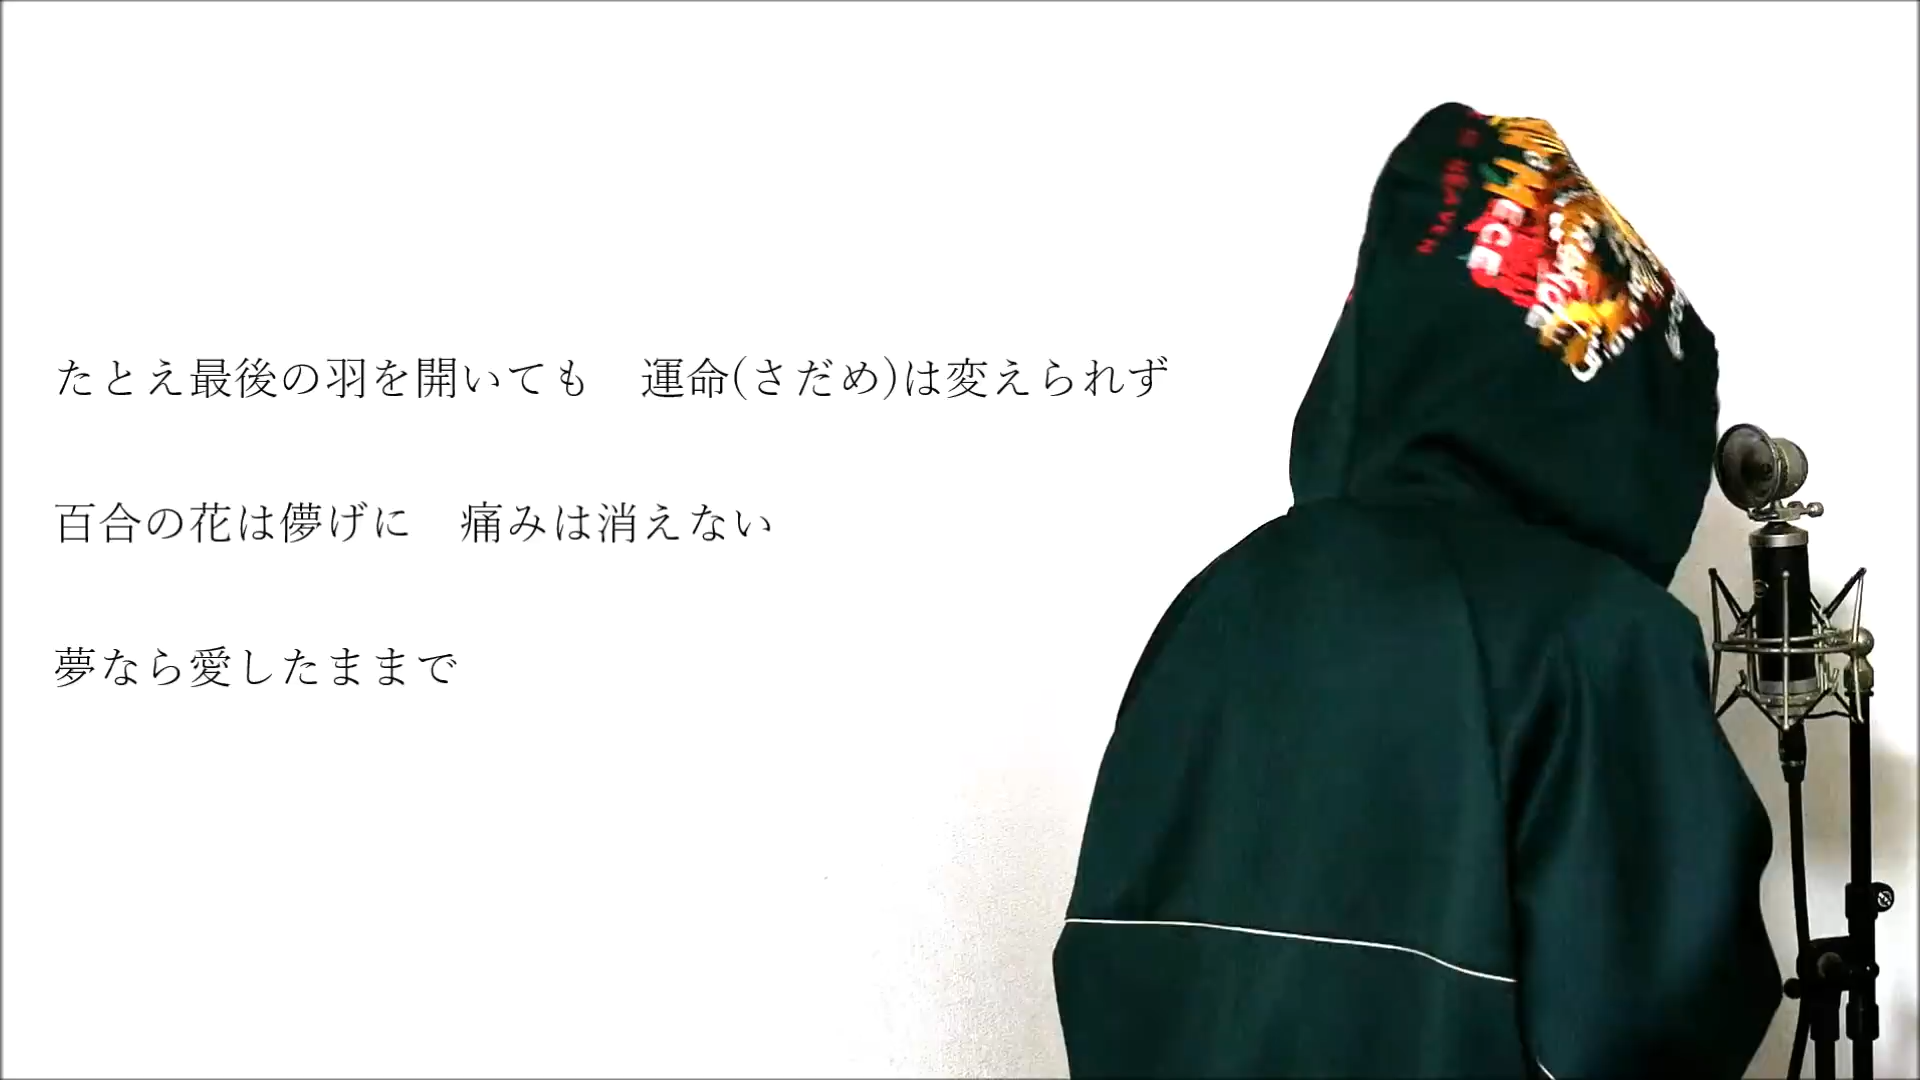 たとえ最後の羽を開いても　運命(さだめ)は変えられず
百合の花は儚げに　痛みは消えない
夢なら愛したままで
HEAVEN